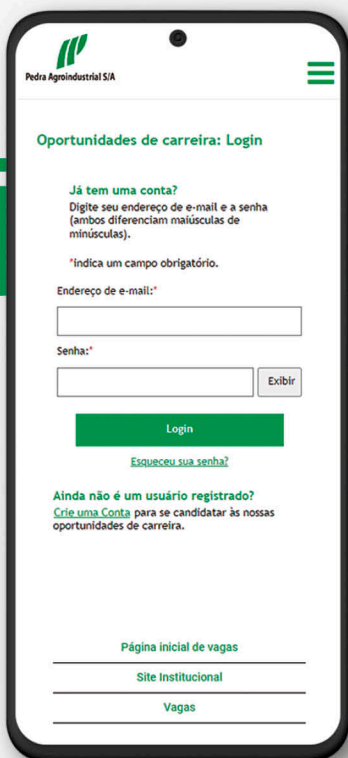 Pedra Agroindustrial S/A
Oportunidades de carreira: Login
Já tem uma conta?
Digite seu endereço de e-mail e a senha
(ambos diferenciam maiúsculas de
minúsculas).
*indica um campo obrigatório.
Endereço de e-mail:*
Senha:*
Exibir
Login
Esqueceu sua senha?
Ainda não é um usuário registrado?
Crie uma Conta para se candidatar às nossas
oportunidades de carreira.
Página inicial de vagas
Site Institucional
Vagas